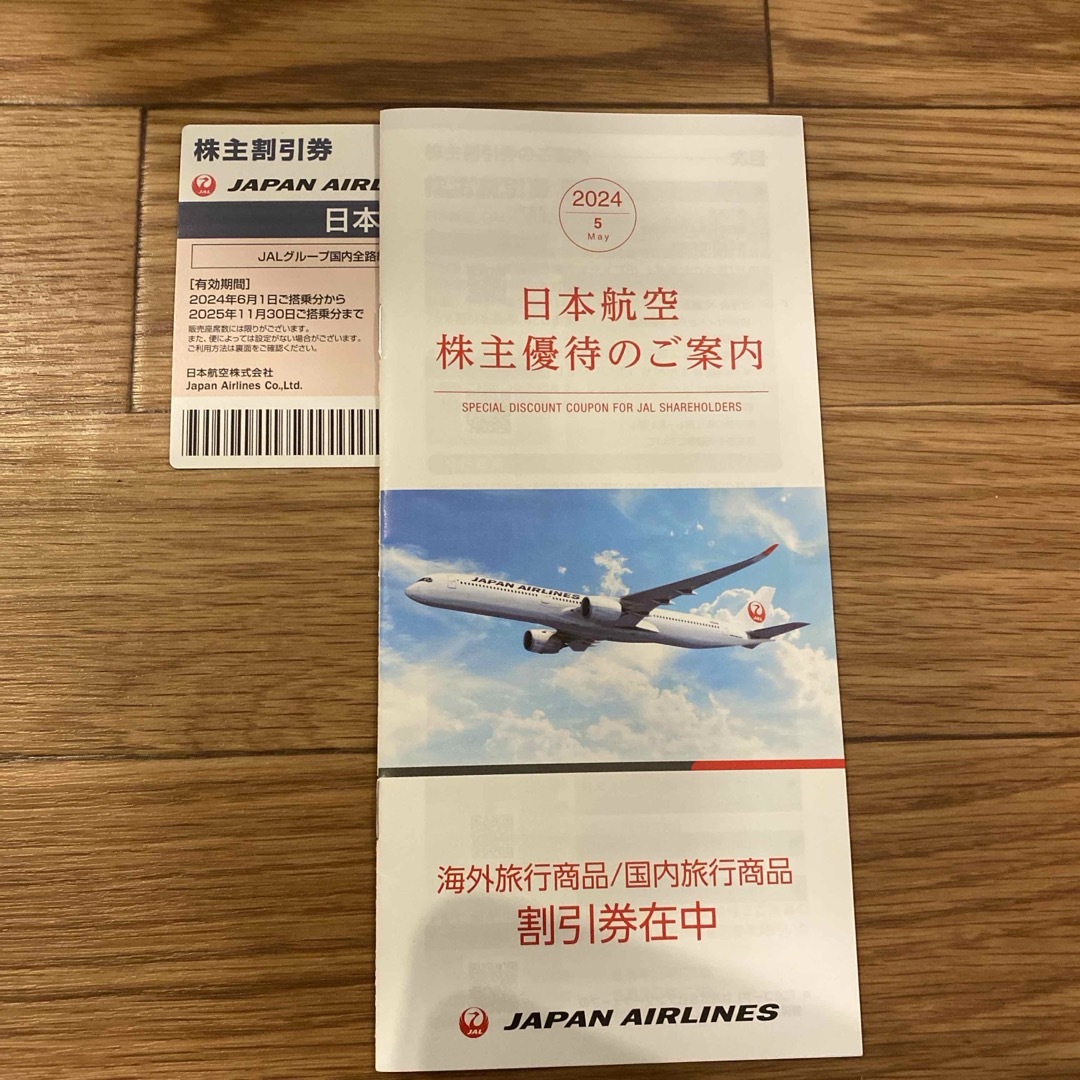 株主割引券
JAL
JAPAN AIRL
日本
JALグループ国内全路
[有効期間]
2024年6月1日ご搭乗分から
2025年11月30日ご搭乗分まで
販売座席数には限りがございます。
また、便によっては設定がない場合がございます。
ご利用方法は裏面をご確認ください。
日本航空株式会社
Japan Airlines Co.,Ltd.
2024
5
May
日本航空
株主優待のご案内
SPECIAL DISCOUNT COUPON FOR JAL SHAREHOLDERS
JAPAN AIRLINES
JAL
海外旅行商品/国内旅行商品
割引券在中
JAL
JAPAN AIRLINES